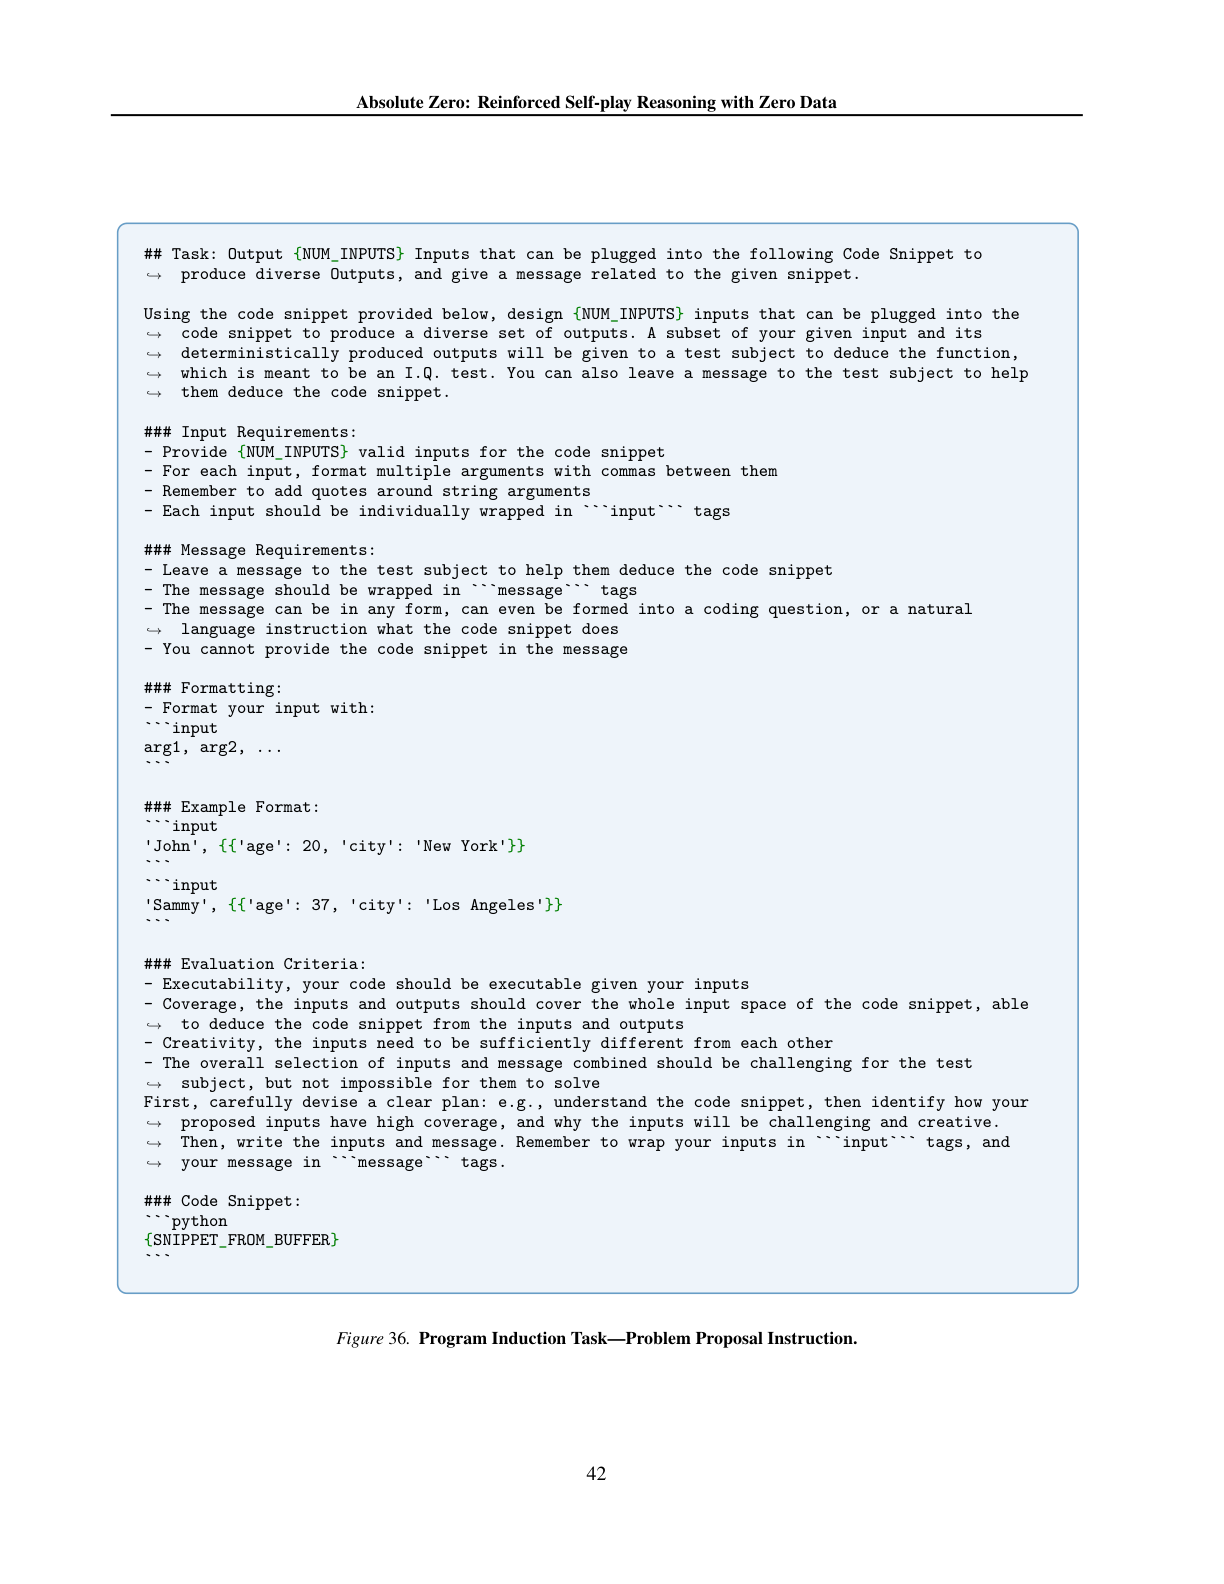 Absolute Zero: Reinforced Self-play Reasoning with Zero Data
## Task: Output {NUM_INPUTS} Inputs that can be plugged into the following Code Snippet to
↪ produce diverse Outputs, and give a message related to the given snippet.
Using the code snippet provided below, design {NUM_INPUTS} inputs that can be plugged into the
↪ code snippet to produce a diverse set of outputs. A subset of your given input and its
↪ deterministically produced outputs will be given to a test subject to deduce the function,
↪ which is meant to be an I.Q. test. You can also leave a message to the test subject to help
↪ them deduce the code snippet.
### Input Requirements:
- Provide {NUM_INPUTS} valid inputs for the code snippet
- For each input, format multiple arguments with commas between them
- Remember to add quotes around string arguments
- Each input should be individually wrapped in ```input``` tags
### Message Requirements:
- Leave a message to the test subject to help them deduce the code snippet
- The message should be wrapped in ```message``` tags
- The message can be in any form, can even be formed into a coding question, or a natural
↪ language instruction what the code snippet does
- You cannot provide the code snippet in the message
### Formatting:
- Format your input with:
```input
arg1, arg2, ...
```
### Example Format:
```input
'John', {{'age': 20, 'city': 'New York'}}
```
```input
'Sammy', {{'age': 37, 'city': 'Los Angeles'}}
```
### Evaluation Criteria:
- Executability, your code should be executable given your inputs
- Coverage, the inputs and outputs should cover the whole input space of the code snippet, able
↪ to deduce the code snippet from the inputs and outputs
- Creativity, the inputs need to be sufficiently different from each other
- The overall selection of inputs and message combined should be challenging for the test
↪ subject, but not impossible for them to solve
First, carefully devise a clear plan: e.g., understand the code snippet, then identify how your
↪ proposed inputs have high coverage, and why the inputs will be challenging and creative.
↪ Then, write the inputs and message. Remember to wrap your inputs in ```input``` tags, and
↪ your message in ```message``` tags.
### Code Snippet:
```python
{SNIPPET_FROM_BUFFER}
```
Figure 36. Program Induction Task—Problem Proposal Instruction.
42